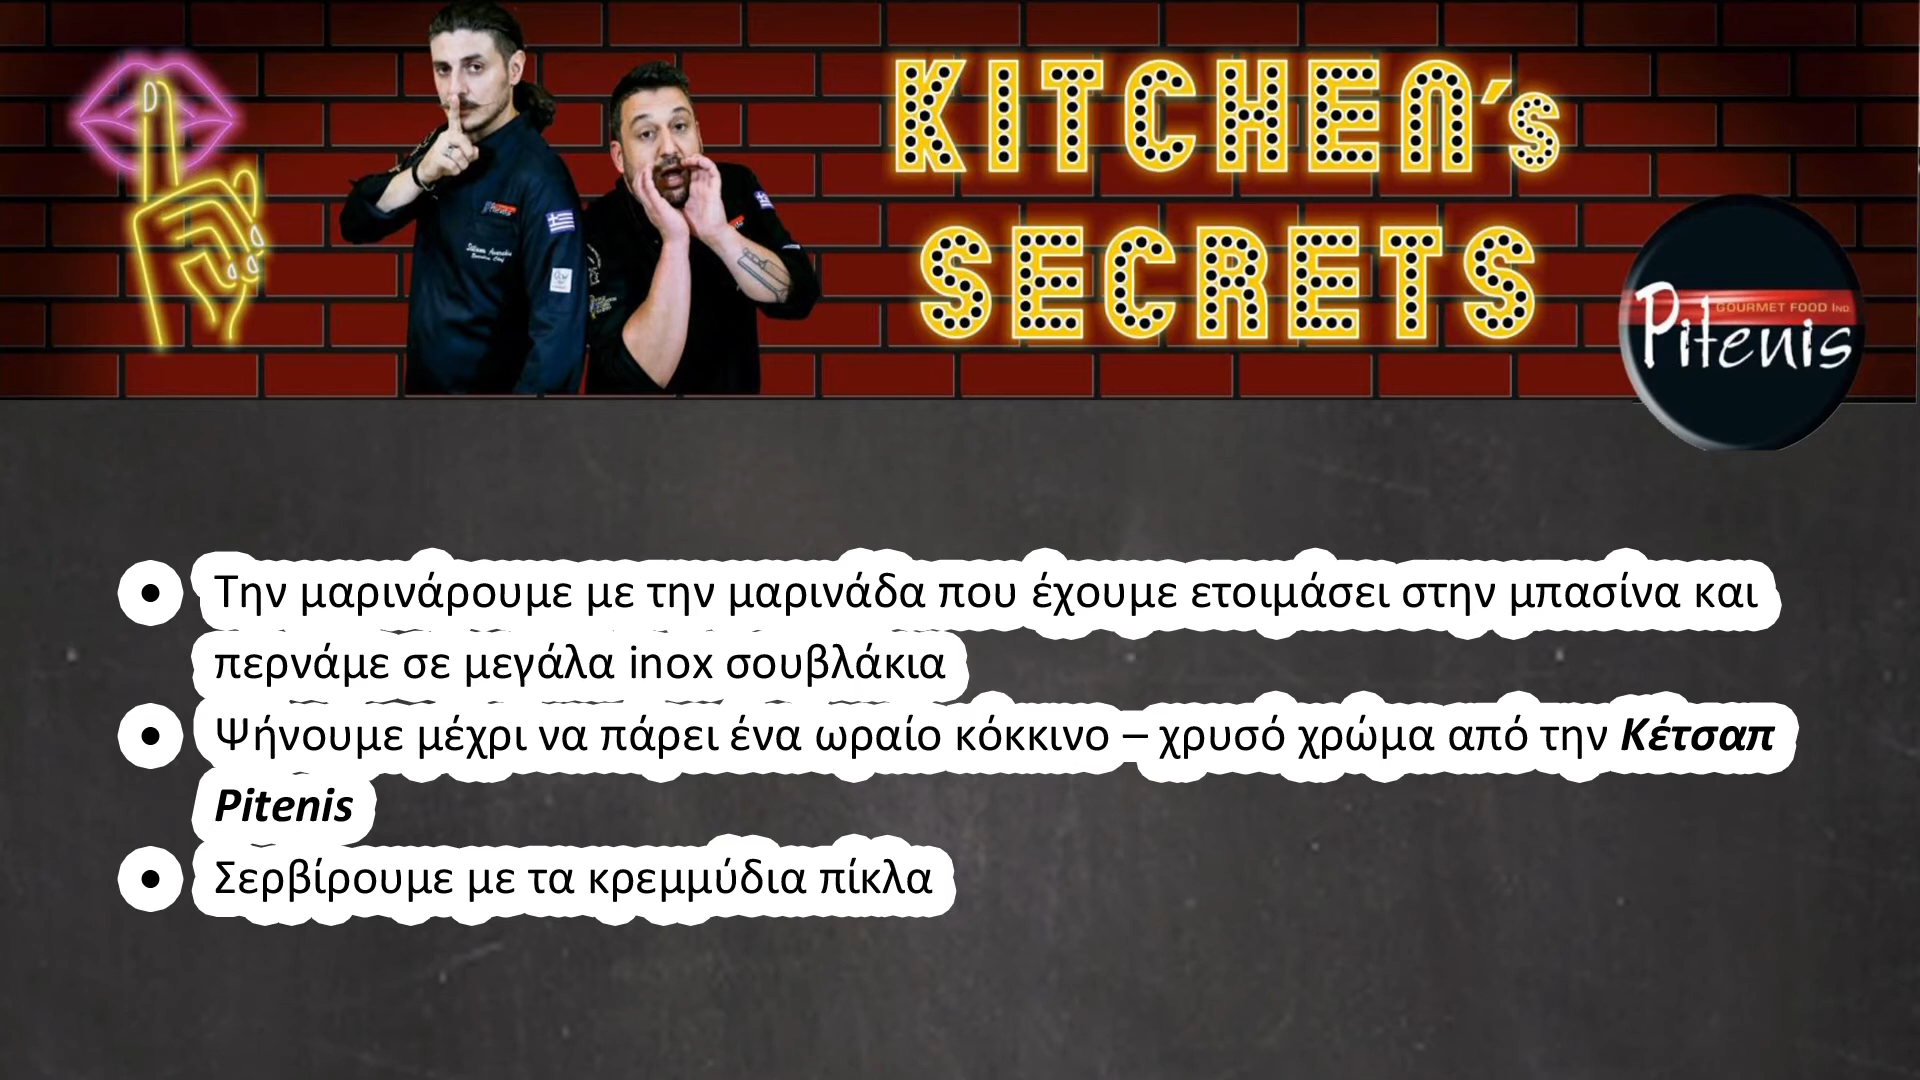 KITCHEN's
SECRETS
GOURMET FOOD IND.
Pitenis
• Την μαρινάρουμε με την μαρινάδα που έχουμε ετοιμάσει στην μπασίνα και
περνάμε σε μεγάλα inox σουβλάκια
• Ψήνουμε μέχρι να πάρει ένα ωραίο κόκκινο – χρυσό χρώμα από την Κέτσαπ
Pitenis
• Σερβίρουμε με τα κρεμμύδια πίκλα